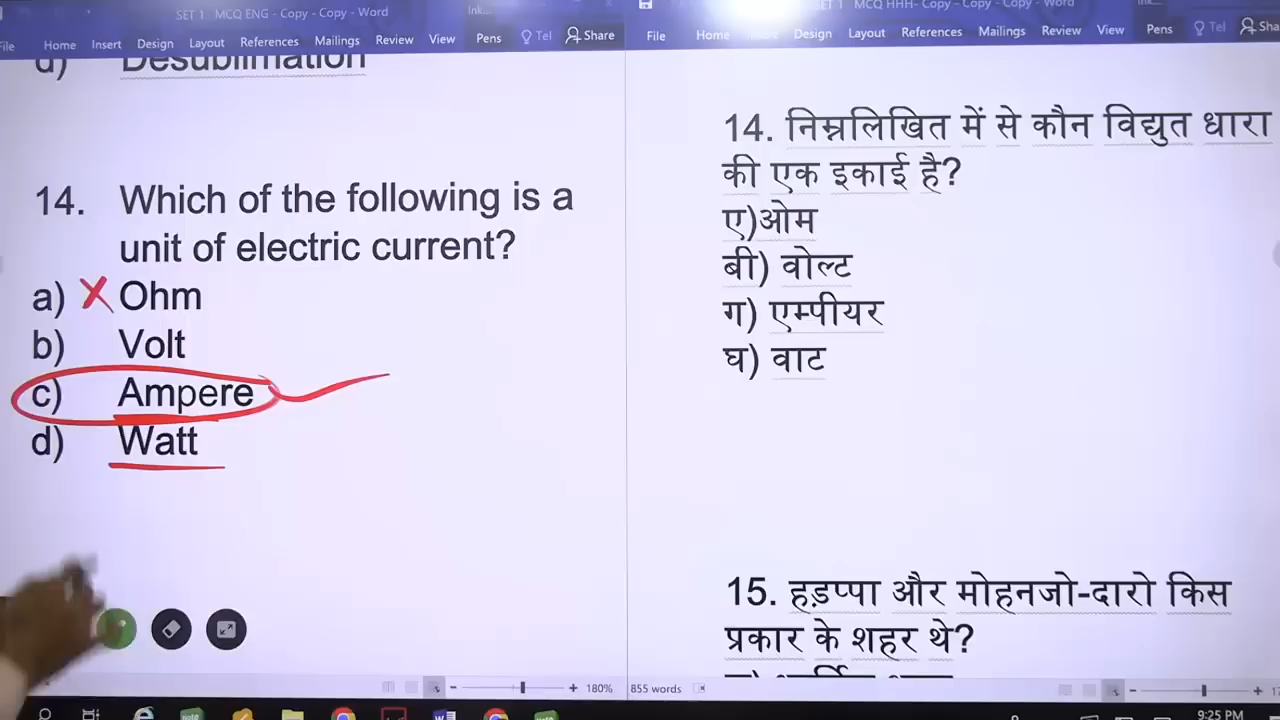 SET 1 MCQ ENG - Copy - Copy - Word
Ink...
File Home Insert Design Layout References Mailings Review View Pens Tel Share
d) Desublimation
14. Which of the following is a
unit of electric current?
a) Ohm
b) Volt
c) Ampere
d) Watt
180%
SET 1 MCQ HHH- Copy - Copy - Copy - Word
File Home Design Layout References Mailings Review View Pens Tel
14. निम्नलिखित में से कौन विद्युत धारा
की एक इकाई है?
ए)ओम
बी) वोल्ट
ग) एम्पीयर
घ) वाट
15. हड़प्पा और मोहनजो-दारो किस
प्रकार के शहर थे?
855 words
9:25 PM